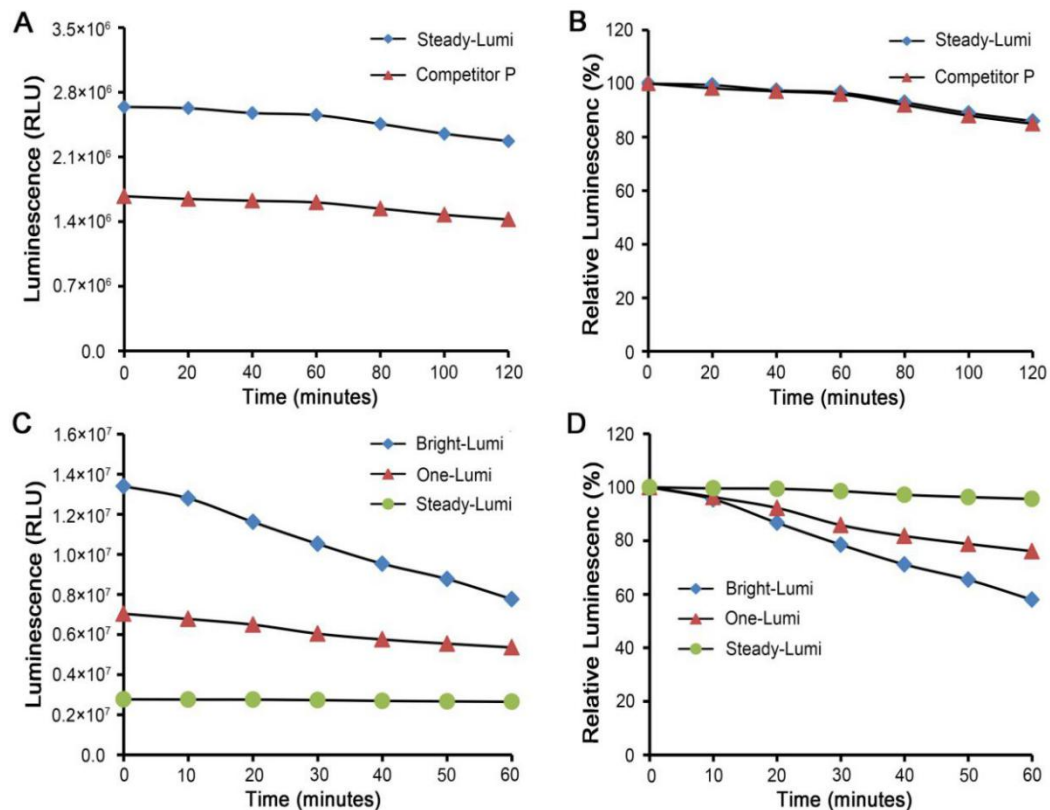 A
Luminescence (RLU)
3.5×10⁶
2.8×10⁶
2.1×10⁶
1.4×10⁶
0.7×10⁶
0.0
Steady-Lumi
Competitor P
0 20 40 60 80 100 120
Time (minutes)
B
Relative Luminescenc (%)
120
100
80
60
40
20
0
Steady-Lumi
Competitor P
0 20 40 60 80 100 120
Time (minutes)
C
Luminescence (RLU)
1.6×10⁷
1.4×10⁷
1.2×10⁷
1.0×10⁷
0.8×10⁷
0.6×10⁷
0.4×10⁷
0.2×10⁷
0.0
Bright-Lumi
One-Lumi
Steady-Lumi
0 10 20 30 40 50 60
Time (minutes)
D
Relative Luminescenc (%)
120
100
80
60
40
20
0
Bright-Lumi
One-Lumi
Steady-Lumi
0 10 20 30 40 50 60
Time (minutes)